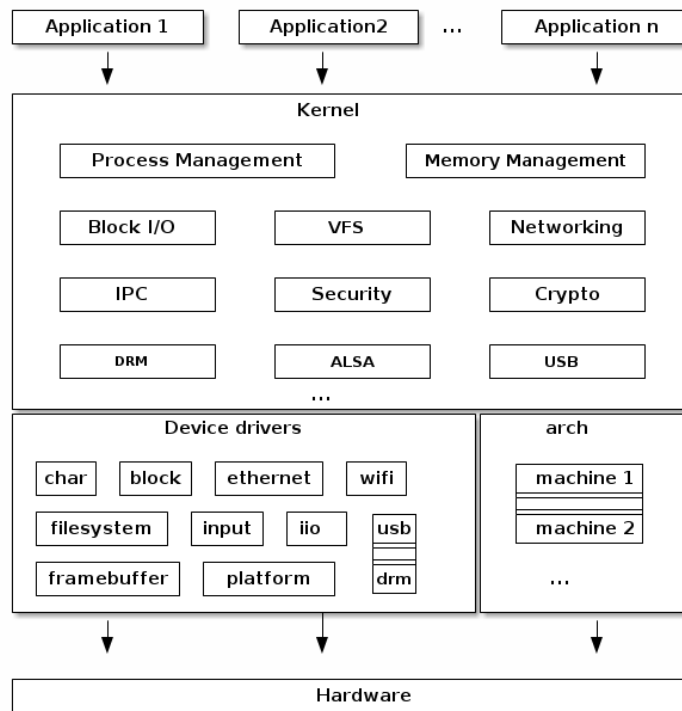 Application 1 Application2 ... Application n
Kernel
Process Management Memory Management
Block I/O VFS Networking
IPC Security Crypto
DRM ALSA USB
...
Device drivers arch
char block ethernet wifi machine 1
filesystem input iio usb machine 2
framebuffer platform drm ...
Hardware